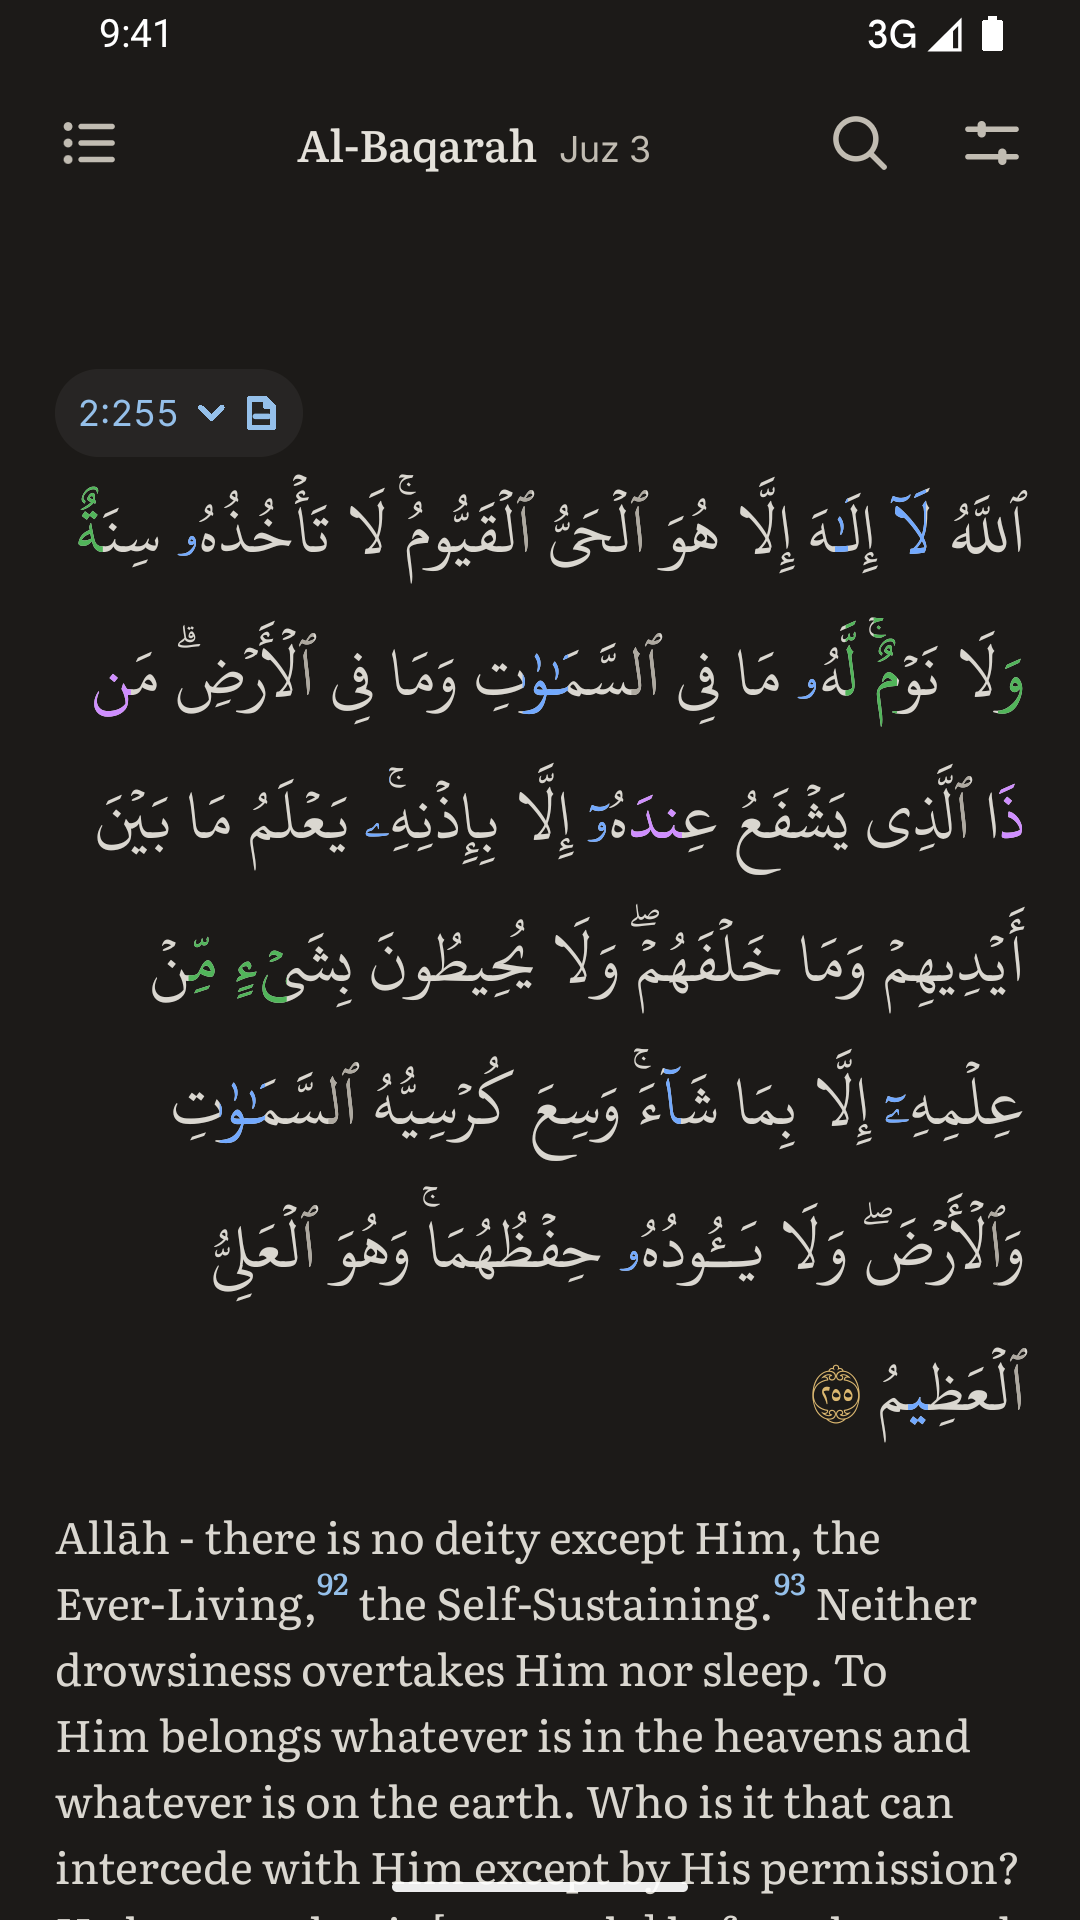 9:41 3G
Al-Baqarah Juz 3
2:255
ٱللَّهُ لَآ إِلَـٰهَ إِلَّا هُوَ ٱلْحَىُّ ٱلْقَيُّومُ ۚ لَا تَأْخُذُهُۥ سِنَةٌ
وَلَا نَوْمٌ ۚ لَّهُۥ مَا فِى ٱلسَّمَـٰوَٰتِ وَمَا فِى ٱلْأَرْضِ ۗ مَن
ذَا ٱلَّذِى يَشْفَعُ عِندَهُۥٓ إِلَّا بِإِذْنِهِۦ ۚ يَعْلَمُ مَا بَيْنَ
أَيْدِيهِمْ وَمَا خَلْفَهُمْ ۖ وَلَا يُحِيطُونَ بِشَىْءٍ مِّنْ
عِلْمِهِۦٓ إِلَّا بِمَا شَآءَ ۚ وَسِعَ كُرْسِيُّهُ ٱلسَّمَـٰوَٰتِ
وَٱلْأَرْضَ ۖ وَلَا يَـُٔودُهُۥ حِفْظُهُمَا ۚ وَهُوَ ٱلْعَلِىُّ
ٱلْعَظِيمُ ٢٥٥
Allāh - there is no deity except Him, the
Ever-Living,92 the Self-Sustaining.93 Neither
drowsiness overtakes Him nor sleep. To
Him belongs whatever is in the heavens and
whatever is on the earth. Who is it that can
intercede with Him except by His permission?